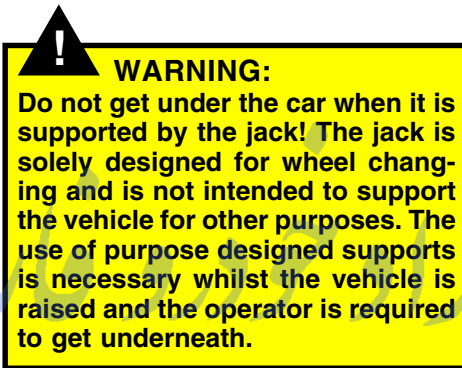 !
WARNING:
Do not get under the car when it is
supported by the jack! The jack is
solely designed for wheel chang-
ing and is not intended to support
the vehicle for other purposes. The
use of purpose designed supports
is necessary whilst the vehicle is
raised and the operator is required
to get underneath.